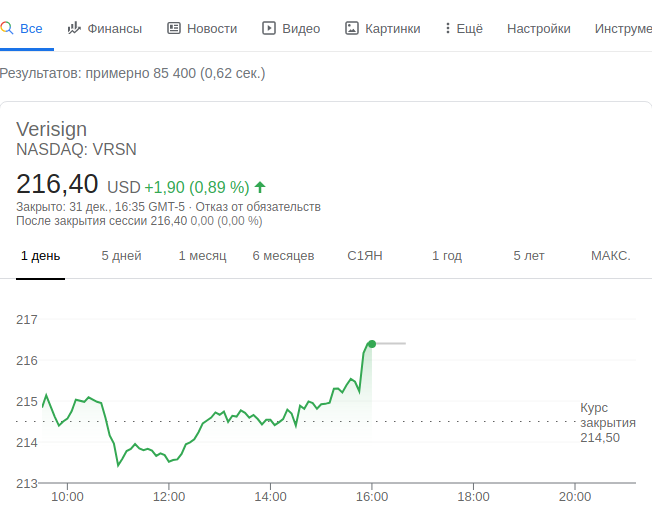 Все Финансы Новости Видео Картинки Ещё Настройки Инструме
Результатов: примерно 85 400 (0,62 сек.)
Verisign
NASDAQ: VRSN
216,40 USD +1,90 (0,89 %)
Закрыто: 31 дек., 16:35 GMT-5 · Отказ от обязательств
После закрытия сессии 216,40 0,00 (0,00 %)
1 день 5 дней 1 месяц 6 месяцев С1ЯН 1 год 5 лет МАКС.
217
216
215
214
213
Курс
закрытия
214,50
10:00 12:00 14:00 16:00 18:00 20:00